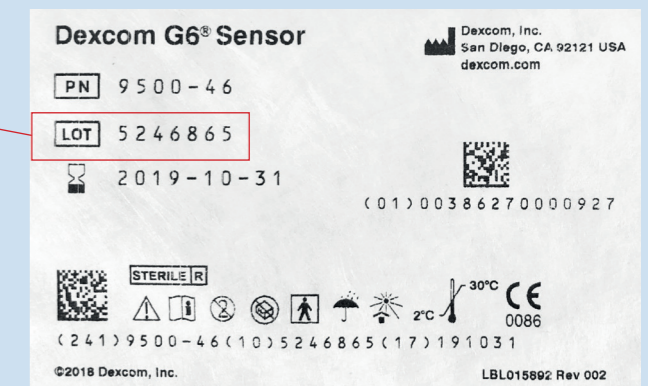 Dexcom G6® Sensor
Dexcom, Inc.
San Diego, CA 92121 USA
dexcom.com
PN 9500-46
LOT 5246865
2019-10-31
(01)00386270000927
STERILE R
2°C 30°C
0086
(241)9500-46(10)5246865(17)191031
©2018 Dexcom, Inc.
LBL015892 Rev 002